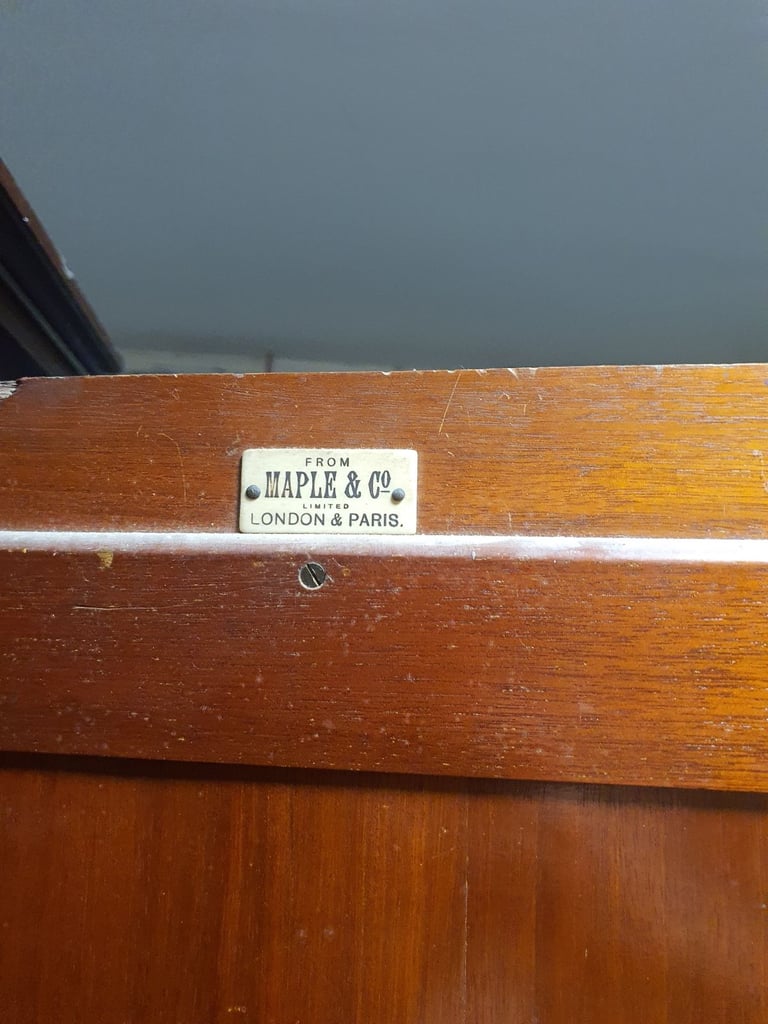 FROM
MAPLE & Co
LIMITED
LONDON & PARIS.